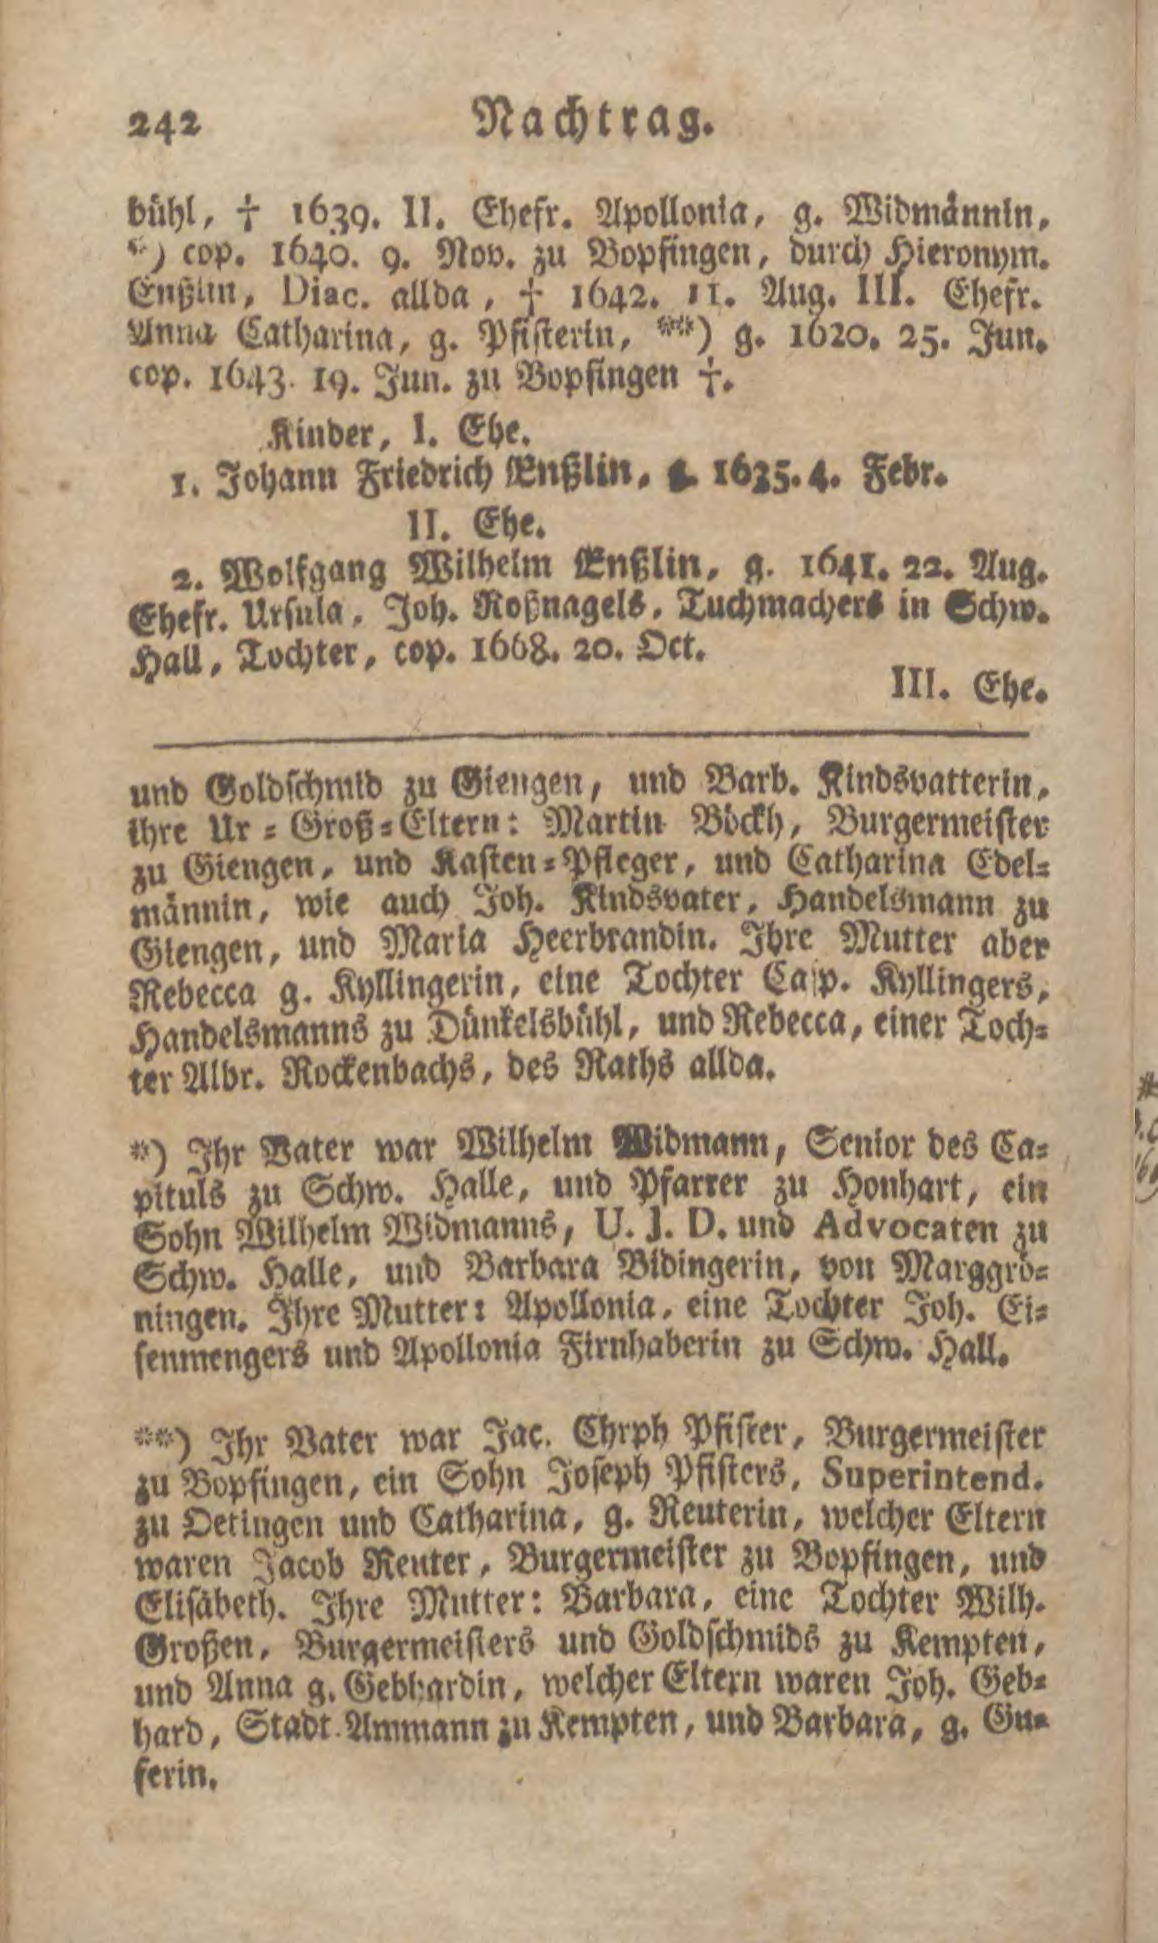 242 Nachtrag.
bühl, † 1639. II. Ehefr. Apollonia, g. Widmännin,
*) cop. 1640. 9. Nov. zu Bopfingen, durch Hieronym.
Enßlin, Diac. allda, † 1642. 11. Aug. III. Ehefr.
Anna Catharina, g. Pfisterin, **) g. 1620. 25. Jun.
cop. 1643. 19. Jun. zu Bopfingen †.
Kinder, I. Ehe.
1. Johann Friedrich Enßlin, g. 1635. 4. Febr.
II. Ehe.
2. Wolfgang Wilhelm Enßlin, g. 1641. 22. Aug.
Ehefr. Ursula, Joh. Roßnagels, Tuchmachers in Schw.
Hall, Tochter, cop. 1668. 20. Oct.
III. Ehe.
und Goldschmid zu Giengen, und Barb. Kindsvatterin,
ihre Ur-Groß-Eltern: Martin Böckh, Burgermeister
zu Giengen, und Kasten-Pfleger, und Catharina Edel-
männin, wie auch Joh. Kindsvater, Handelsmann zu
Giengen, und Maria Heerbrandin. Ihre Mutter aber
Rebecca g. Kyllingerin, eine Tochter Casp. Kyllingers,
Handelsmanns zu Dünkelsbühl, und Rebecca, einer Toch-
ter Albr. Rockenbachs, des Raths allda.
*) Ihr Vater war Wilhelm Widmann, Senior des Ca-
pituls zu Schw. Halle, und Pfarrer zu Honhart, ein
Sohn Wilhelm Widmanns, U. J. D. und Advocaten zu
Schw. Halle, und Barbara Bidingerin, von Marggrö-
ningen. Ihre Mutter: Apollonia, eine Tochter Joh. Ei-
senmengers und Apollonia Firnhaberin zu Schw. Hall.
**) Ihr Vater war Jac. Chrph Pfister, Burgermeister
zu Bopfingen, ein Sohn Joseph Pfisters, Superintend.
zu Oetingen und Catharina, g. Reuterin, welcher Eltern
waren Jacob Reuter, Burgermeister zu Bopfingen, und
Elisäbeth. Ihre Mutter: Barbara, eine Tochter Wilh.
Großen, Burgermeisters und Goldschmids zu Kempten,
und Anna g. Gebhardin, welcher Eltern waren Joh. Geb-
hard, Stadt Ammann zu Kempten, und Barbara, g. Gu-
ferin.